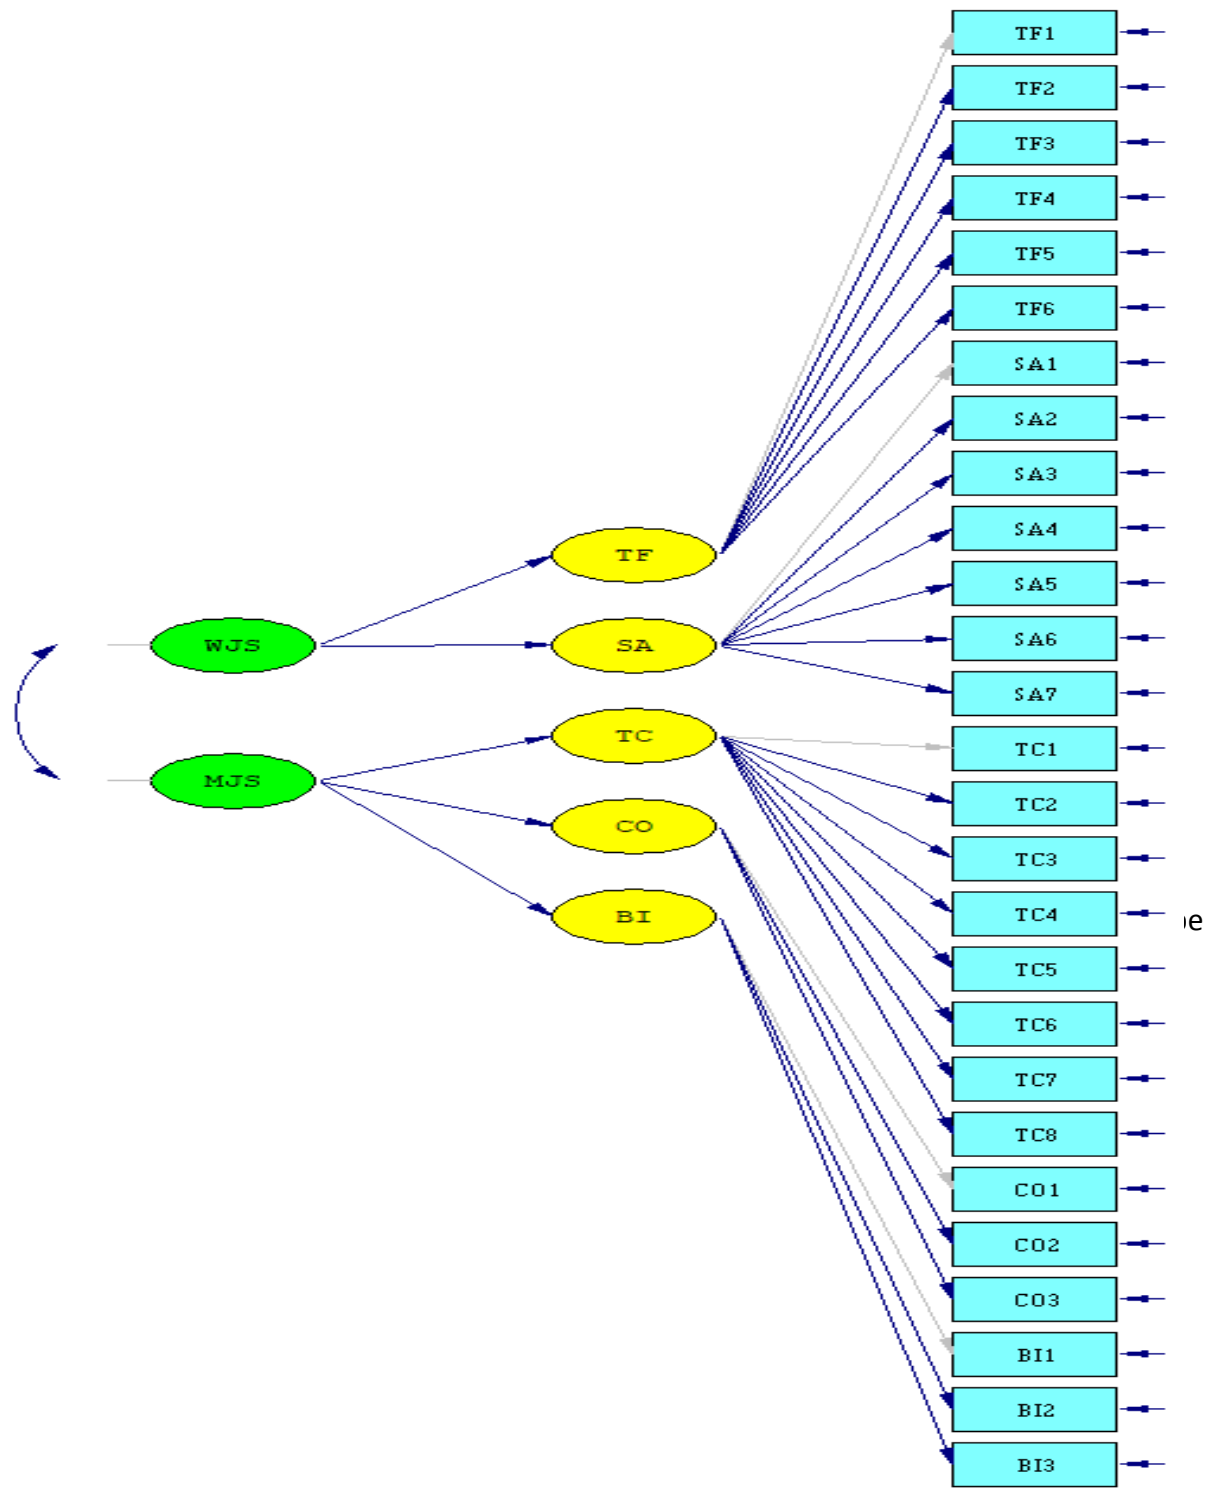 TF1
TF2
TF3
TF4
TF5
TF6
SA1
SA2
SA3
SA4
SA5
SA6
SA7
TC1
TC2
TC3
TC4
TC5
TC6
TC7
TC8
CO1
CO2
CO3
BI1
BI2
BI3
TF
SA
TC
CO
BI
WJS
MJS